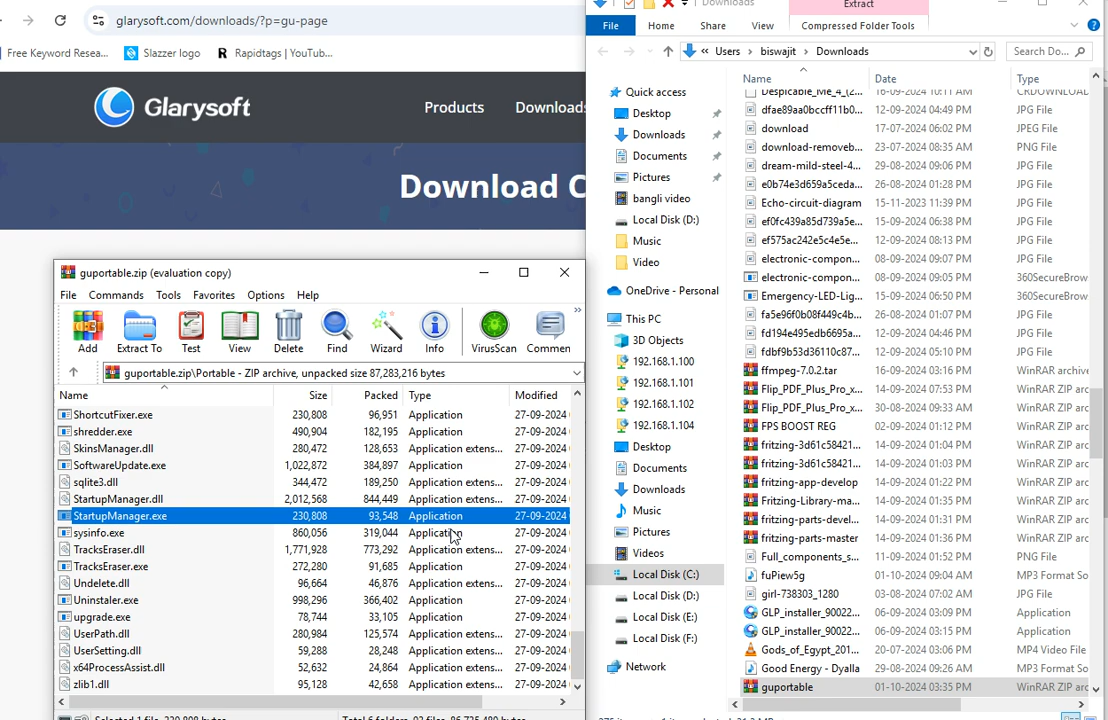 glarysoft.com/downloads/?p=gu-page
Free Keyword Resea...
Slazzer logo
Rapidtags | YouTub...
Glarysoft
Products
Downloads
Download C
guportable.zip (evaluation copy)
File Commands Tools Favorites Options Help
Add Extract To Test View Delete Find Wizard Info VirusScan Commen
guportable.zip\Portable - ZIP archive, unpacked size 87,283,216 bytes
Name Size Packed Type Modified
ShortcutFixer.exe 230,808 96,951 Application 27-09-2024
shredder.exe 490,904 182,195 Application 27-09-2024
SkinsManager.dll 280,472 128,653 Application extens... 27-09-2024
SoftwareUpdate.exe 1,022,872 384,897 Application 27-09-2024
sqlite3.dll 344,472 189,250 Application extens... 27-09-2024
StartupManager.dll 2,012,568 844,449 Application extens... 27-09-2024
StartupManager.exe 230,808 93,548 Application 27-09-2024
sysinfo.exe 860,056 319,044 Application 27-09-2024
TracksEraser.dll 1,771,928 773,292 Application extens... 27-09-2024
TracksEraser.exe 272,280 91,685 Application 27-09-2024
Undelete.dll 96,664 46,876 Application extens... 27-09-2024
Uninstaler.exe 998,296 366,402 Application 27-09-2024
upgrade.exe 78,744 33,105 Application 27-09-2024
UserPath.dll 280,984 125,574 Application extens... 27-09-2024
UserSetting.dll 59,288 28,248 Application extens... 27-09-2024
x64ProcessAssist.dll 52,632 24,864 Application extens... 27-09-2024
zlib1.dll 95,128 42,658 Application extens... 27-09-2024
Selected 1 file, 230,808 bytes
Downloads
Extract
File Home Share View Compressed Folder Tools
« Users › biswajit › Downloads
Search Do...
Quick access
Desktop
Downloads
Documents
Pictures
bangli video
Local Disk (D:)
Music
Video
OneDrive - Personal
This PC
3D Objects
192.168.1.100
192.168.1.101
192.168.1.102
192.168.1.104
Desktop
Documents
Downloads
Music
Pictures
Videos
Local Disk (C:)
Local Disk (D:)
Local Disk (E:)
Local Disk (F:)
Network
Name Date Type
Despicable_Me_4_(2... 16-09-2024 10:11 AM CRDOWNLOAD
dfae89aa0bccff11b0... 12-09-2024 04:49 PM JPG File
download 17-07-2024 06:02 PM JPEG File
download-removeb... 23-07-2024 08:35 AM PNG File
dream-mild-steel-4... 29-08-2024 09:06 PM JPG File
e0b74e3d659a5ceda... 26-08-2024 01:28 PM JPG File
Echo-circuit-diagram 15-11-2023 11:39 PM JPG File
ef0fc439a85d739a5e... 15-09-2024 06:38 PM JPG File
ef575ac242e5c4e5e... 12-09-2024 08:13 PM JPG File
electronic-compon... 08-09-2024 09:07 PM JPG File
electronic-compon... 08-09-2024 09:05 PM 360SecureBrow
Emergency-LED-Lig... 15-09-2024 06:50 PM 360SecureBrow
fa5e96f0b08f449c4b... 26-08-2024 01:07 PM JPG File
fd194e495edb6695a... 12-09-2024 04:46 PM JPG File
fdbf9b53d36110c87... 12-09-2024 05:10 PM JPG File
ffmpeg-7.0.2.tar 16-09-2024 03:16 PM WinRAR archive
Flip_PDF_Plus_Pro_x... 14-09-2024 07:53 PM WinRAR ZIP arc
Flip_PDF_Plus_Pro_x... 30-08-2024 09:33 AM WinRAR ZIP arc
FPS BOOST REG 02-09-2024 01:12 PM WinRAR ZIP arc
fritzing-3d61c58421... 14-09-2024 01:04 PM WinRAR ZIP arc
fritzing-3d61c58421... 14-09-2024 01:03 PM WinRAR ZIP arc
fritzing-app-develop 14-09-2024 01:22 PM WinRAR ZIP arc
Fritzing-Library-ma... 14-09-2024 01:35 PM WinRAR ZIP arc
fritzing-parts-devel... 14-09-2024 01:31 PM WinRAR ZIP arc
fritzing-parts-master 14-09-2024 01:36 PM WinRAR ZIP arc
Full_components_s... 11-09-2024 01:52 PM PNG File
fuPiew5g 01-10-2024 09:04 AM MP3 Format So
girl-738303_1280 03-08-2024 07:02 AM JPG File
GLP_installer_90022... 06-09-2024 03:09 PM Application
GLP_installer_90022... 06-09-2024 03:15 PM Application
Gods_of_Egypt_201... 20-07-2024 03:06 PM MP4 Video File
Good Energy - Dyalla 29-08-2024 09:26 AM MP3 Format So
guportable 01-10-2024 03:35 PM WinRAR ZIP arc